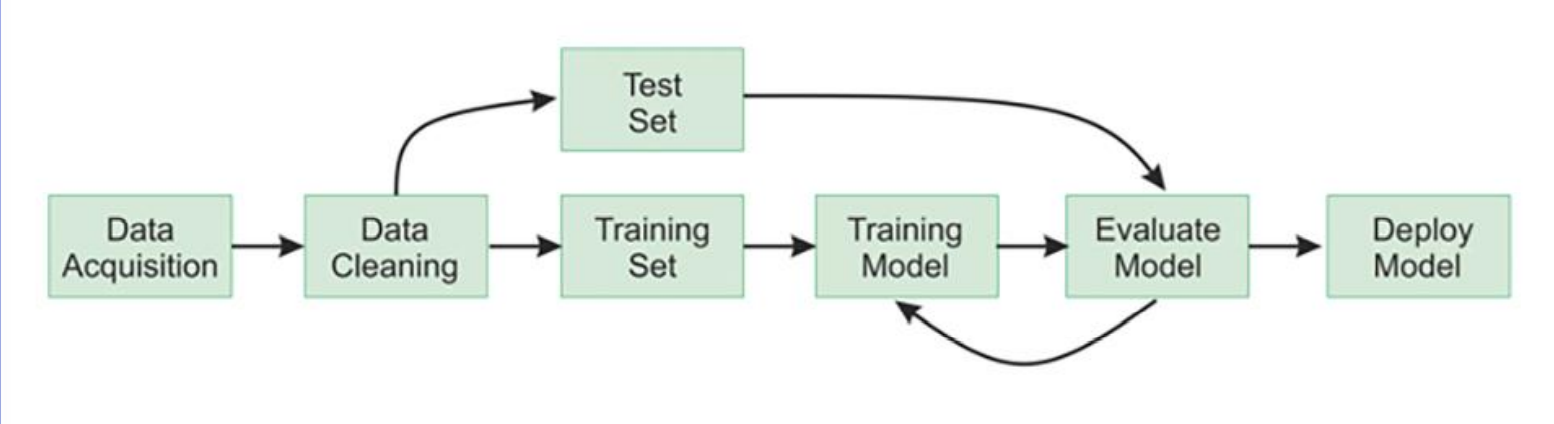 Test
Set
Data
Acquisition
Data
Cleaning
Training
Set
Training
Model
Evaluate
Model
Deploy
Model